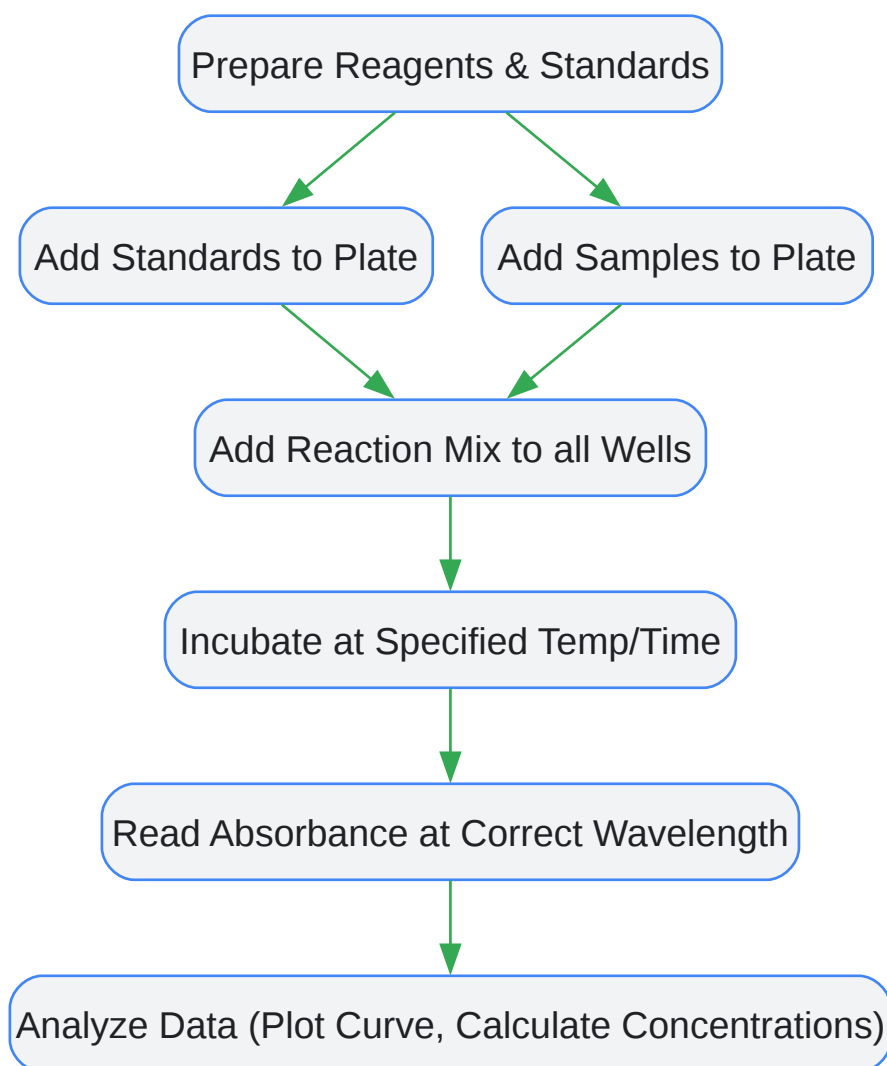 Prepare Reagents & Standards
Add Standards to Plate
Add Samples to Plate
Add Reaction Mix to all Wells
Incubate at Specified Temp/Time
Read Absorbance at Correct Wavelength
Analyze Data (Plot Curve, Calculate Concentrations)